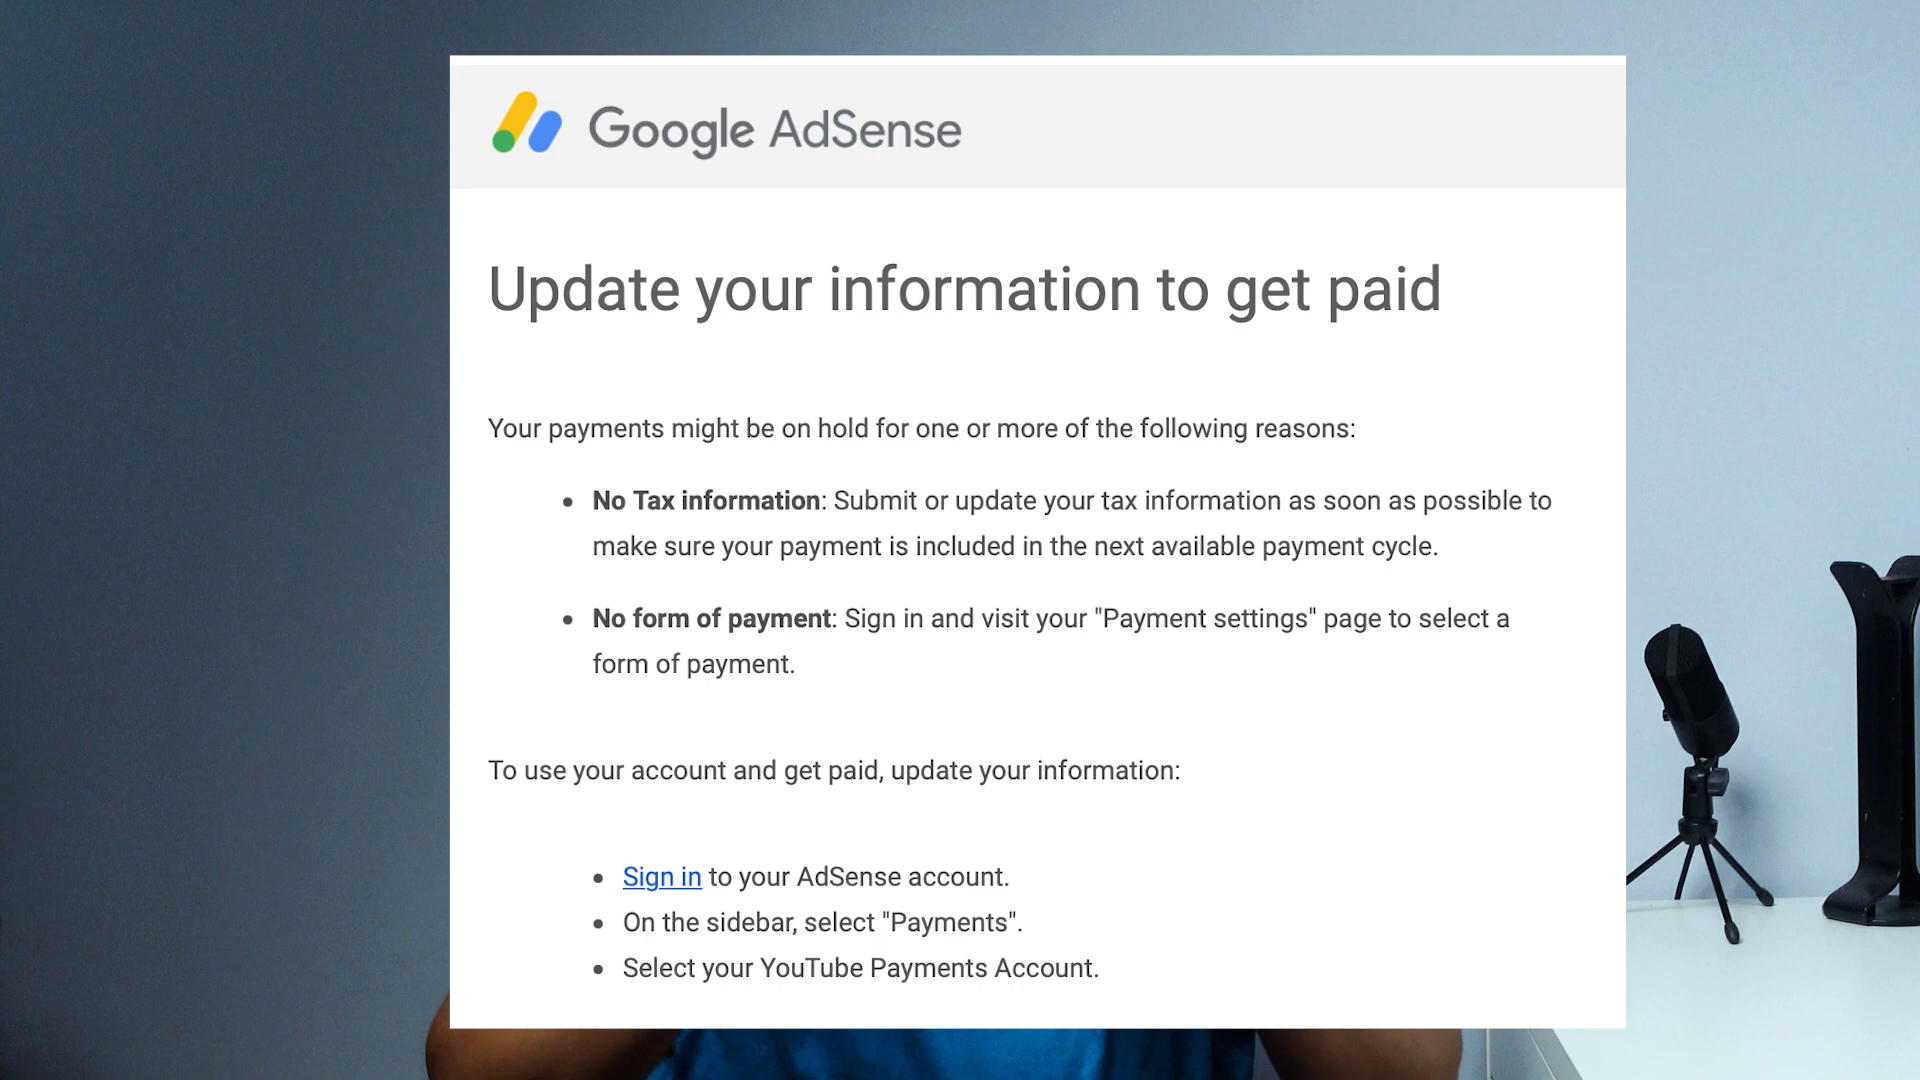 Google AdSense
Update your information to get paid
Your payments might be on hold for one or more of the following reasons:
• No Tax information: Submit or update your tax information as soon as possible to
make sure your payment is included in the next available payment cycle.
• No form of payment: Sign in and visit your "Payment settings" page to select a
form of payment.
To use your account and get paid, update your information:
• Sign in to your AdSense account.
• On the sidebar, select "Payments".
• Select your YouTube Payments Account.